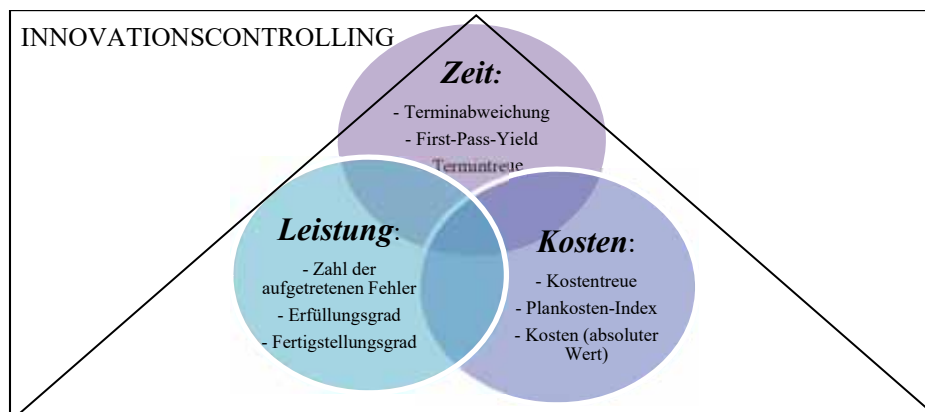 INNOVATIONSCONTROLLING
Zeit:
- Terminabweichung
- First-Pass-Yield
Termintreue
Leistung:
- Zahl der
aufgetretenen Fehler
- Erfüllungsgrad
- Fertigstellungsgrad
Kosten:
- Kostentreue
- Plankosten-Index
- Kosten (absoluter
Wert)